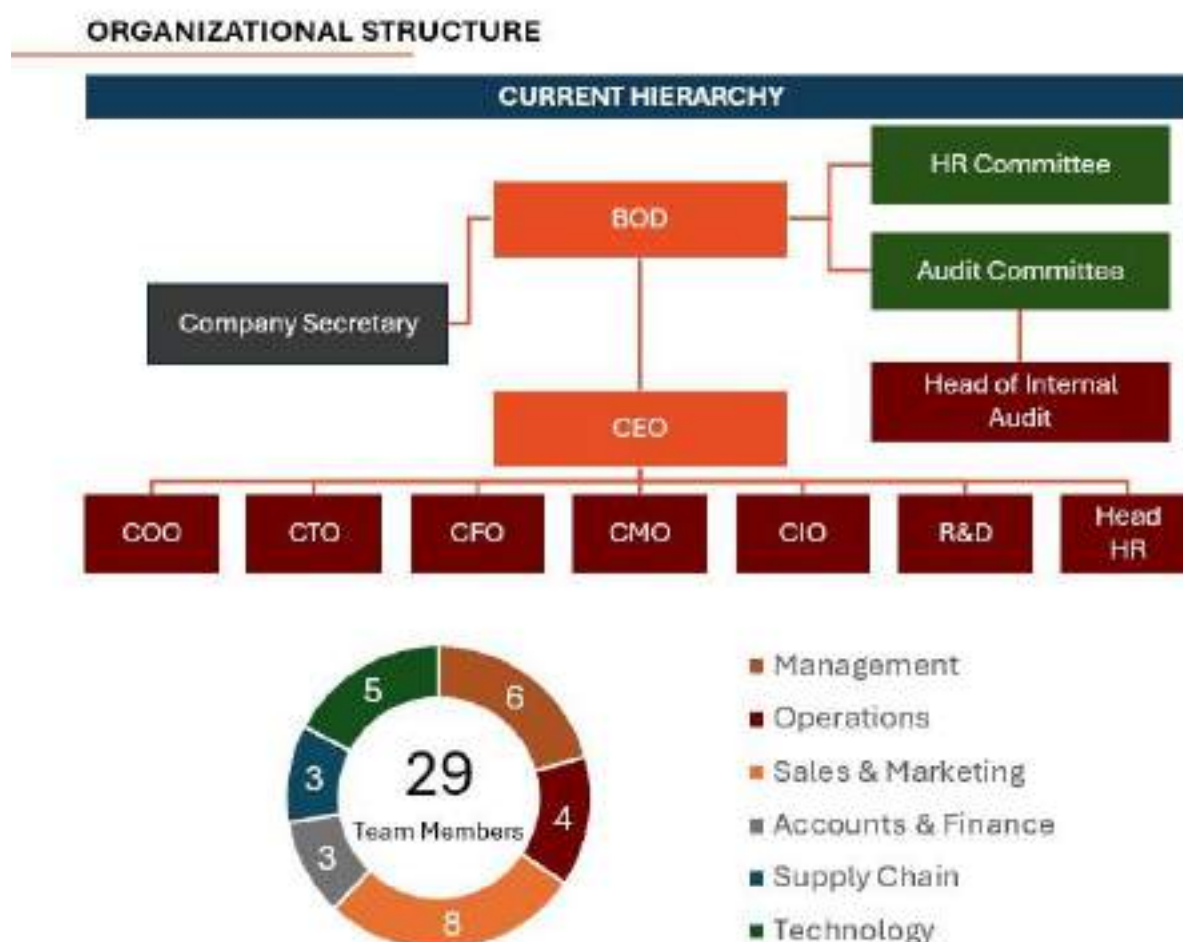 ORGANIZATIONAL STRUCTURE
CURRENT HIERARCHY
HR Committee
BOD
Audit Committee
Company Secretary
Head of Internal
Audit
CEO
COO
CTO
CFO
CMO
CIO
R&D
Head
HR
5
6
3
29
Team Members
4
3
8
Management
Operations
Sales & Marketing
Accounts & Finance
Supply Chain
Technology